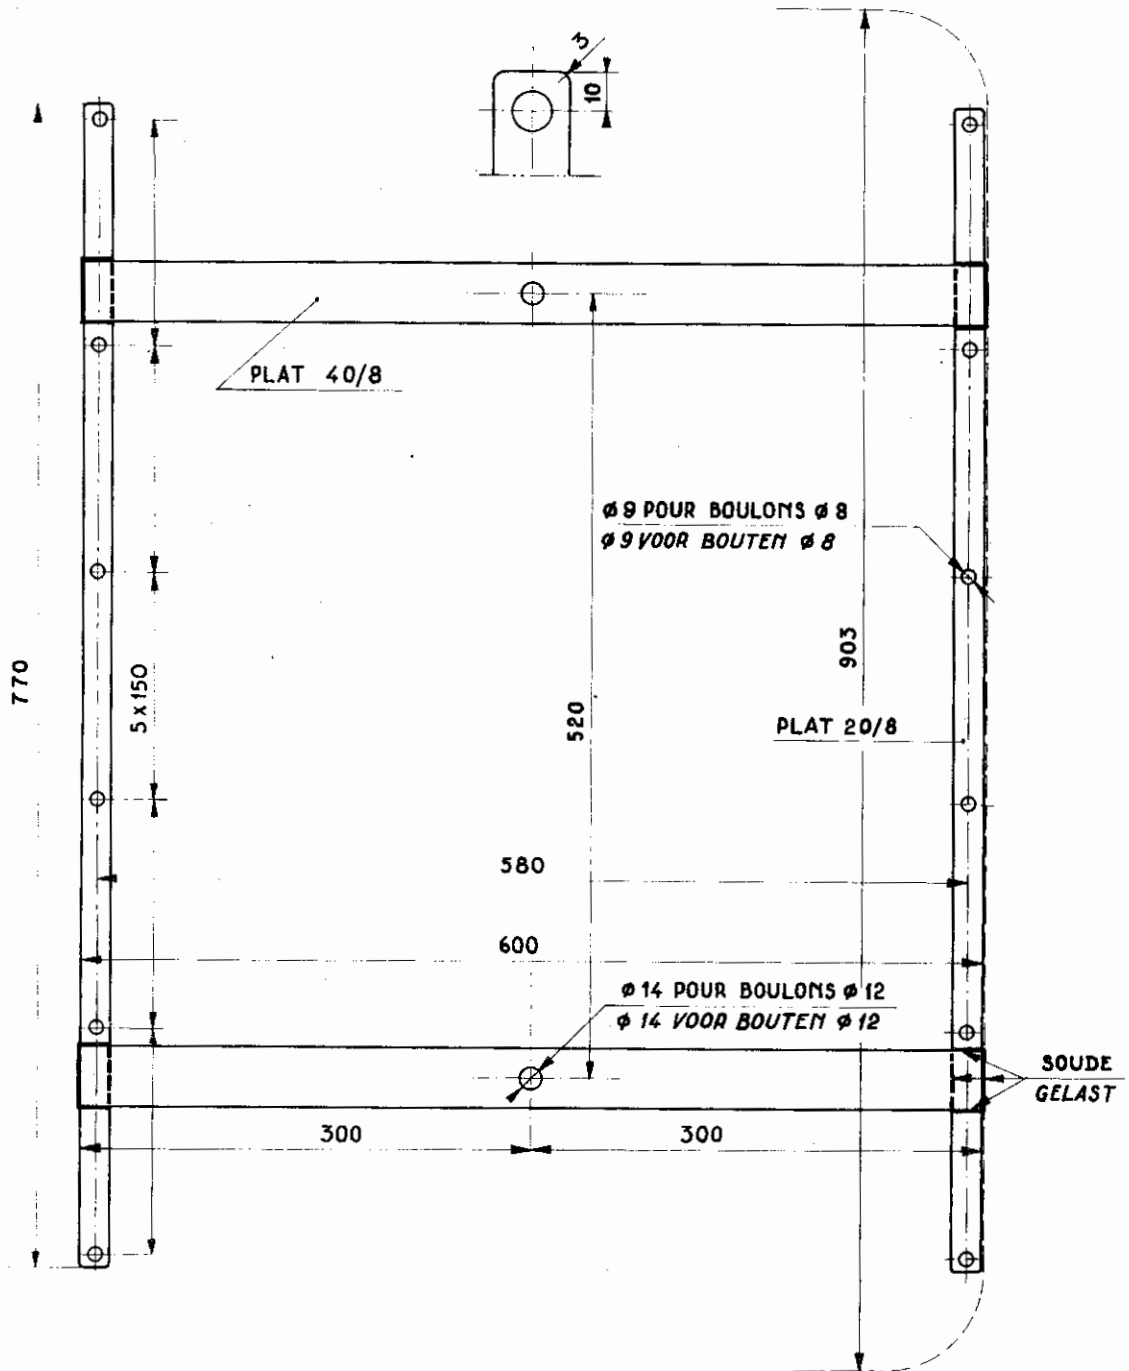 3
10
PLAT 40/8
ø 9 POUR BOULONS ø 8
ø 9 VOOR BOUTEN ø 8
903
770
5 x 150
520
PLAT 20/8
580
600
ø 14 POUR BOULONS ø 12
ø 14 VOOR BOUTEN ø 12
SOUDE
GELAST
300
300